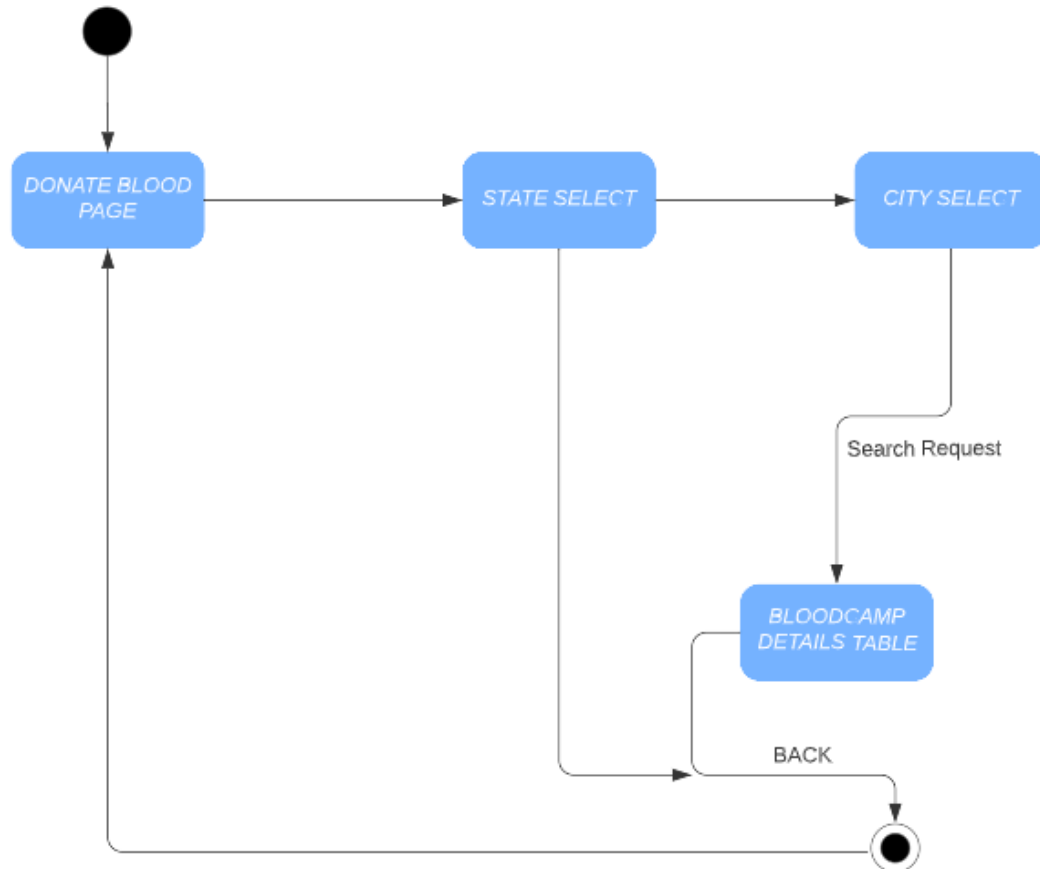 DONATE BLOOD
PAGE
STATE SELECT
CITY SELECT
Search Request
BLOODCAMP
DETAILS TABLE
BACK